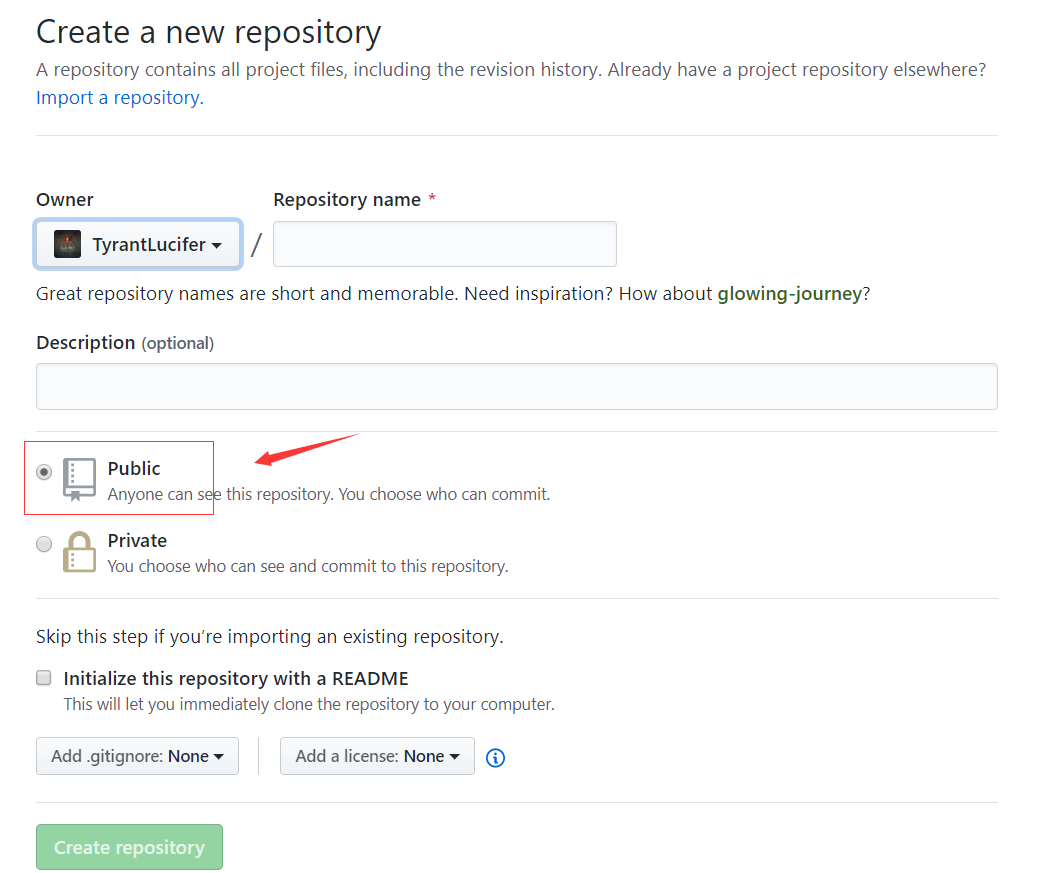 Create a new repository
A repository contains all project files, including the revision history. Already have a project repository elsewhere?
Import a repository.
Owner
Repository name *
TyrantLucifer /
Great repository names are short and memorable. Need inspiration? How about glowing-journey?
Description (optional)
Public
Anyone can see this repository. You choose who can commit.
Private
You choose who can see and commit to this repository.
Skip this step if you’re importing an existing repository.
Initialize this repository with a README
This will let you immediately clone the repository to your computer.
Add .gitignore: None
Add a license: None
Create repository